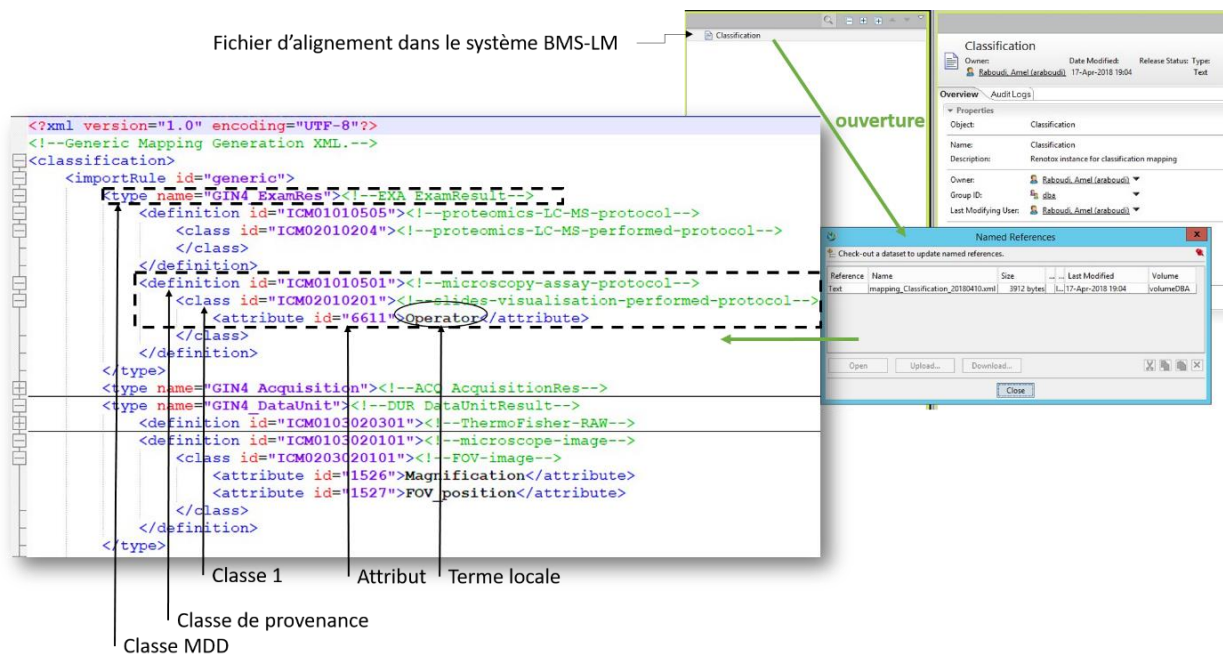 Fichier d'alignement dans le système BMS-LM
Classification
ouverture
Classification
Owner: Date Modified: Release Status: Type:
Raboudi, Amel (araboudi) 17-Apr-2018 19:04 Text
Overview Audit Logs
Properties
Object: Classification
Name: Classification
Description: Renotox instance for classification mapping
Owner: Raboudi, Amel (araboudi)
Group ID: dba
Last Modifying User: Raboudi, Amel (araboudi)
Named References
Check-out a dataset to update named references.
Reference Name Size ... ... Last Modified Volume
Text mapping_Classification_20180410.xml 3912 bytes I... 17-Apr-2018 19:04 volumeDBA
Open Upload... Download...
Close
<?xml version="1.0" encoding="UTF-8"?>
<!--Generic Mapping Generation XML.-->
<classification>
<importRule id="generic">
<type name="GIN4_ExamRes"><!--EXA ExamResult-->
<definition id="ICM01010505"><!--proteomics-LC-MS-protocol-->
<class id="ICM02010204"><!--proteomics-LC-MS-performed-protocol-->
</class>
</definition>
<definition id="ICM01010501"><!--microscopy-assay-protocol-->
<class id="ICM02010201"><!--slides-visualisation-performed-protocol-->
<attribute id="6611">Operator</attribute>
</class>
</definition>
</type>
<type name="GIN4_Acquisition"><!--ACQ AcquisitionRes-->
<type name="GIN4_DataUnit"><!--DUR DataUnitResult-->
<definition id="ICM0103020301"><!--ThermoFisher-RAW-->
<definition id="ICM0103020101"><!--microscope-image-->
<class id="ICM0203020101"><!--FOV-image-->
<attribute id="1526">Magnification</attribute>
<attribute id="1527">FOV_position</attribute>
</class>
</definition>
</type>
Classe 1 Attribut Terme locale
Classe de provenance
Classe MDD